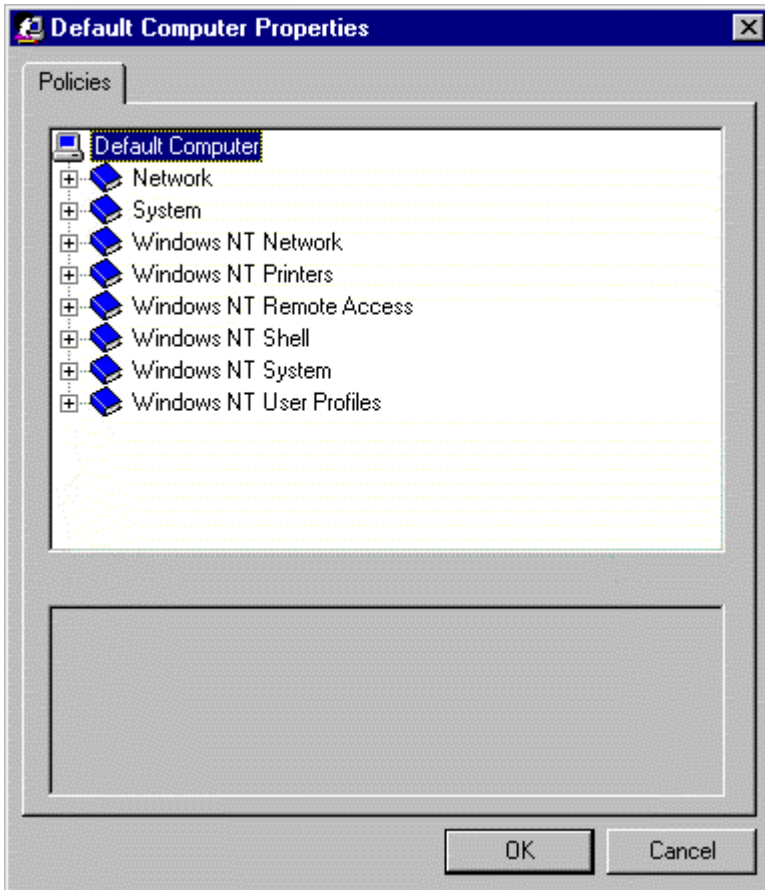 Default Computer Properties
Policies
Default Computer
Network
System
Windows NT Network
Windows NT Printers
Windows NT Remote Access
Windows NT Shell
Windows NT System
Windows NT User Profiles
OK Cancel